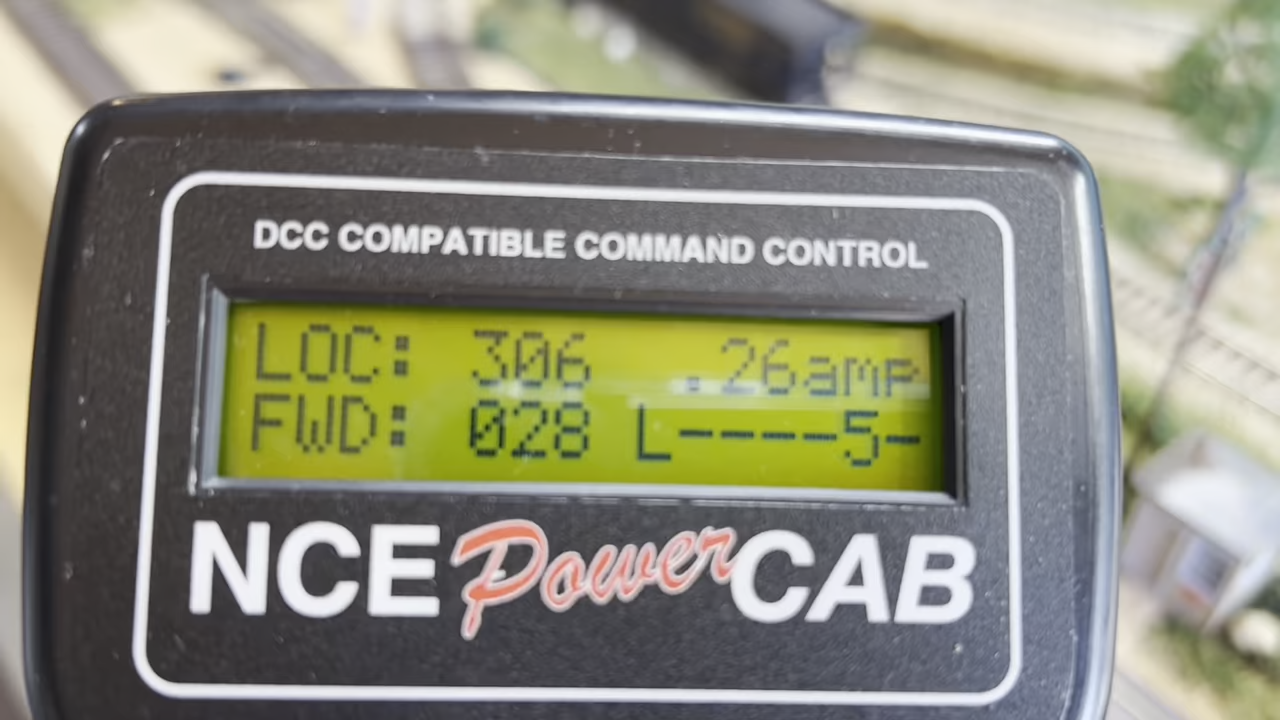 DCC COMPATIBLE COMMAND CONTROL
LOC: 306 .26amp
FWD: 028 L----5-
NCE Power CAB